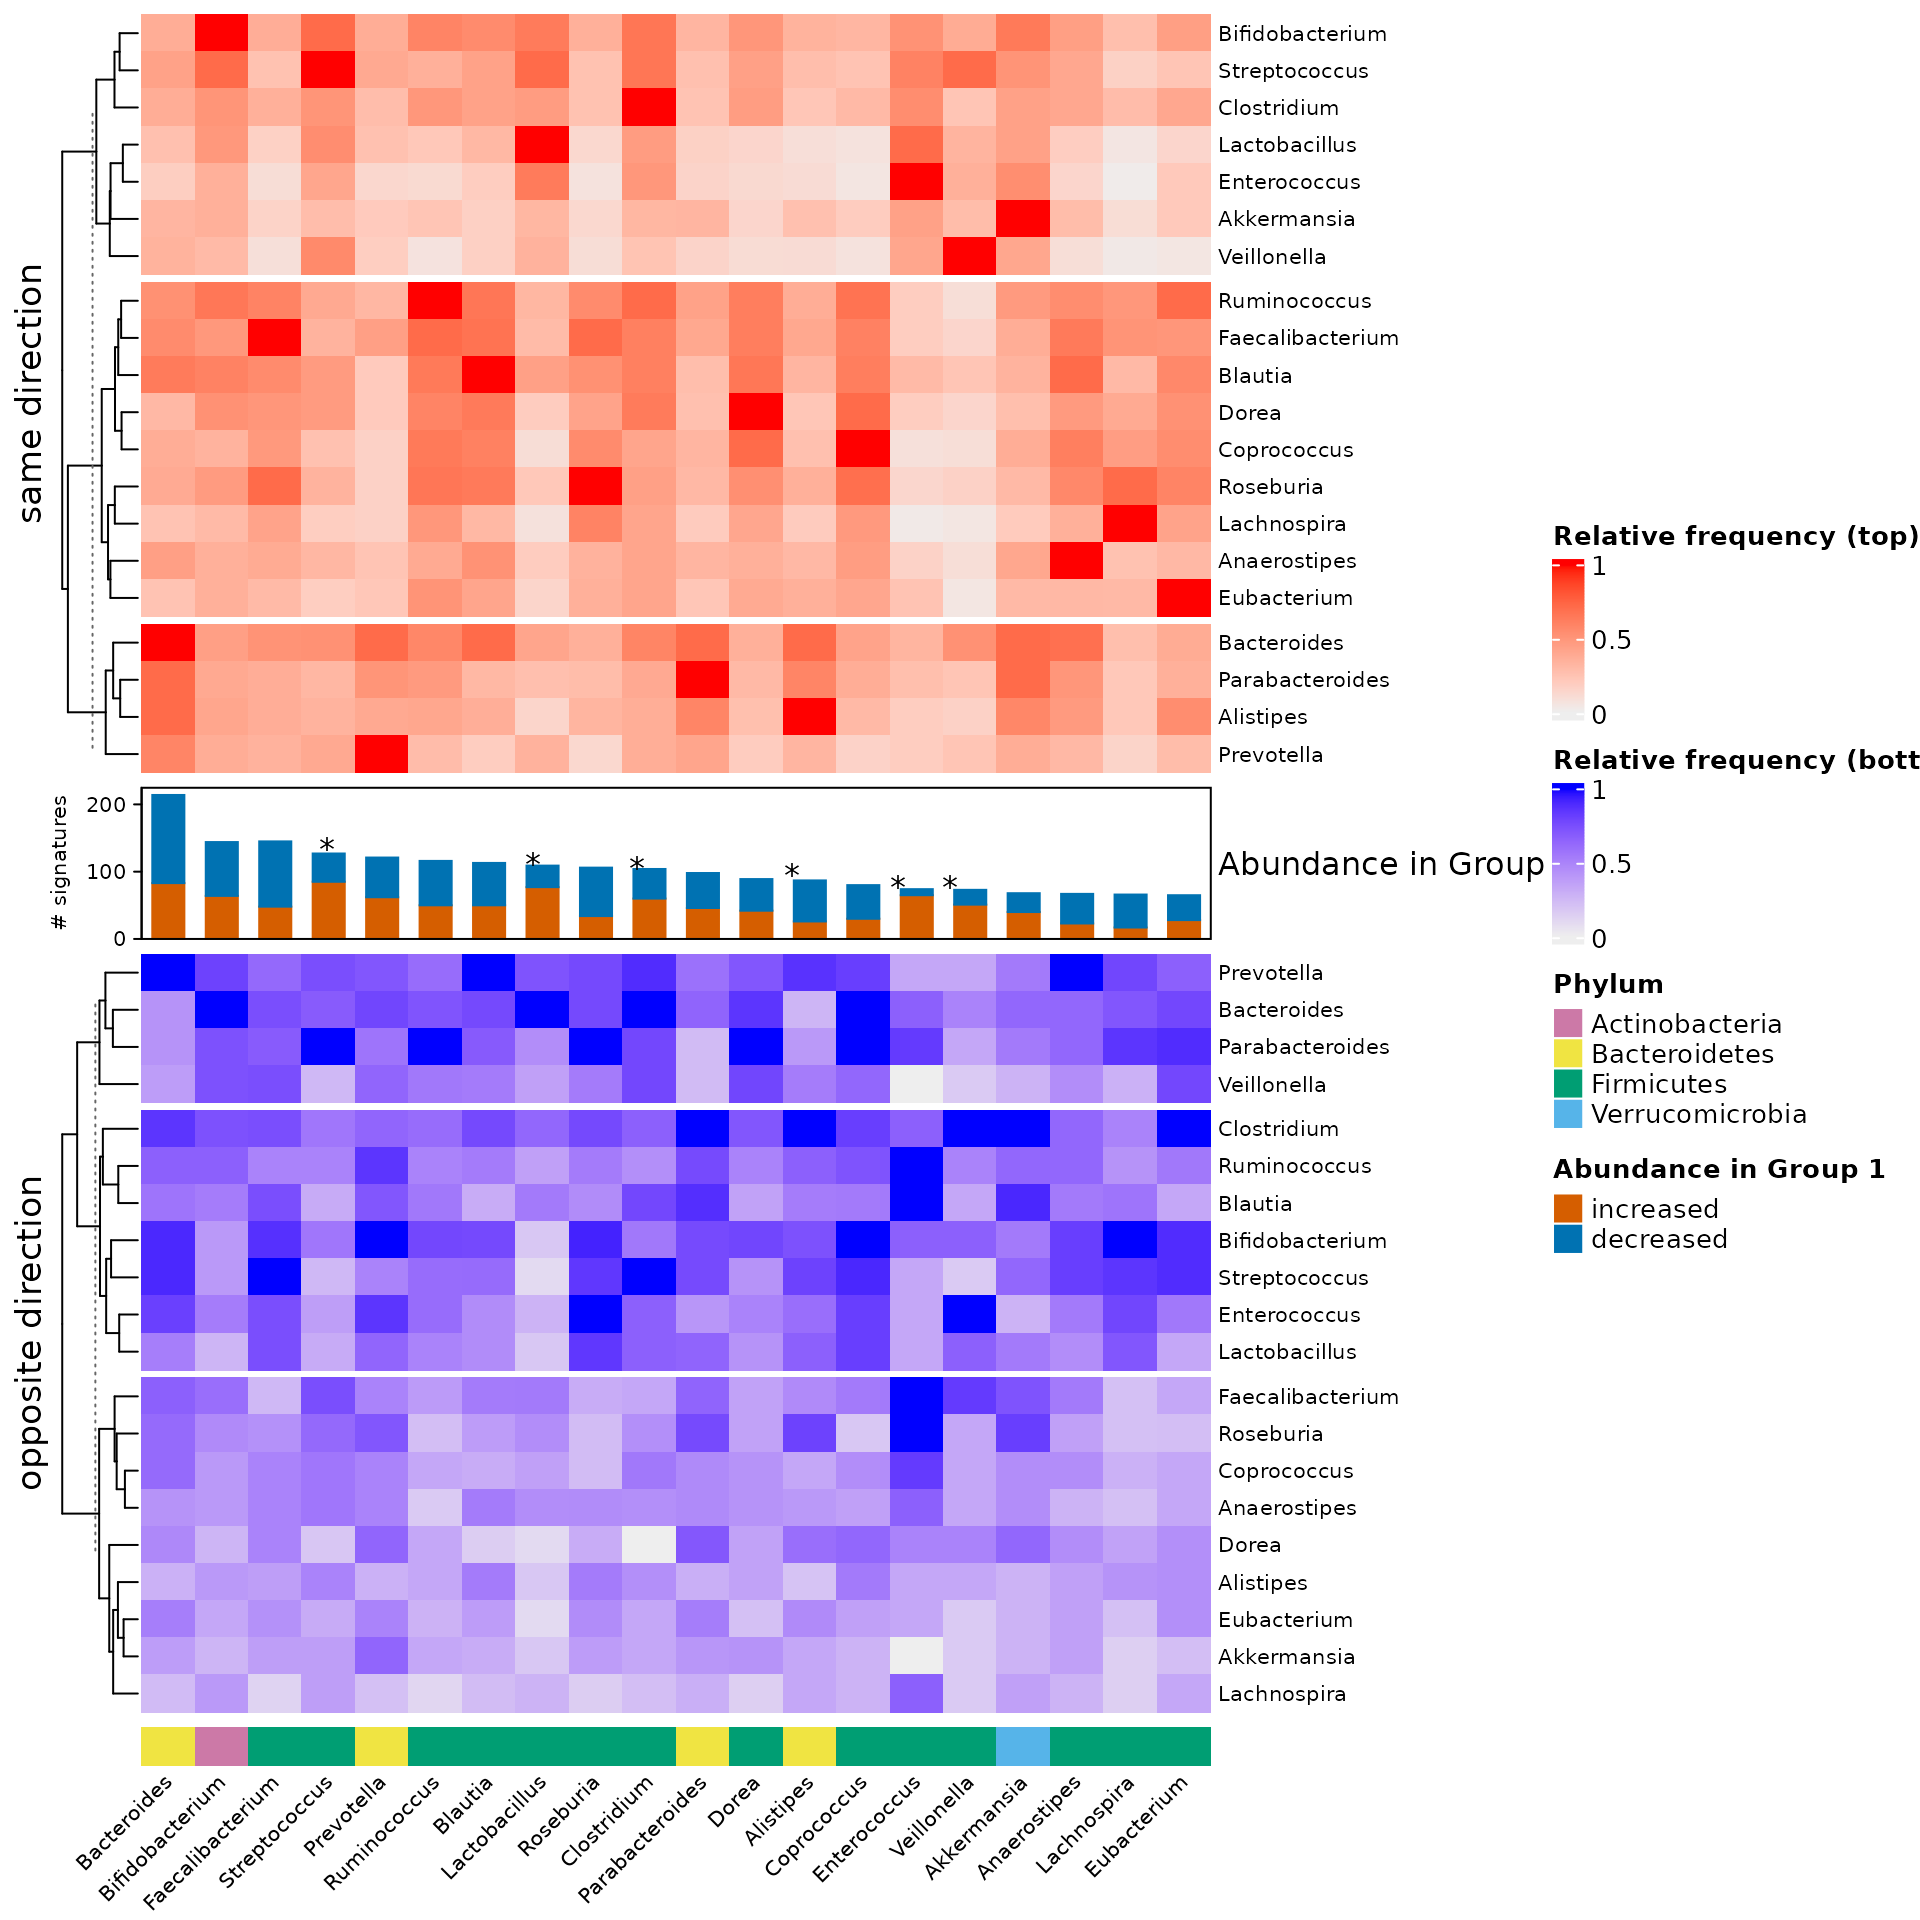 same direction
Bifidobacterium
Streptococcus
Clostridium
Lactobacillus
Enterococcus
Akkermansia
Veillonella
Ruminococcus
Faecalibacterium
Blautia
Dorea
Coprococcus
Roseburia
Lachnospira
Anaerostipes
Eubacterium
Bacteroides
Parabacteroides
Alistipes
Prevotella
# signatures
200
100
0
* * * * * *
Abundance in Group
opposite direction
Prevotella
Bacteroides
Parabacteroides
Veillonella
Clostridium
Ruminococcus
Blautia
Bifidobacterium
Streptococcus
Enterococcus
Lactobacillus
Faecalibacterium
Roseburia
Coprococcus
Anaerostipes
Dorea
Alistipes
Eubacterium
Akkermansia
Lachnospira
Bacteroides
Bifidobacterium
Faecalibacterium
Streptococcus
Prevotella
Ruminococcus
Blautia
Lactobacillus
Roseburia
Clostridium
Parabacteroides
Dorea
Alistipes
Coprococcus
Enterococcus
Veillonella
Akkermansia
Anaerostipes
Lachnospira
Eubacterium
Relative frequency (top)
1
0.5
0
Relative frequency (bott
1
0.5
0
Phylum
Actinobacteria
Bacteroidetes
Firmicutes
Verrucomicrobia
Abundance in Group 1
increased
decreased